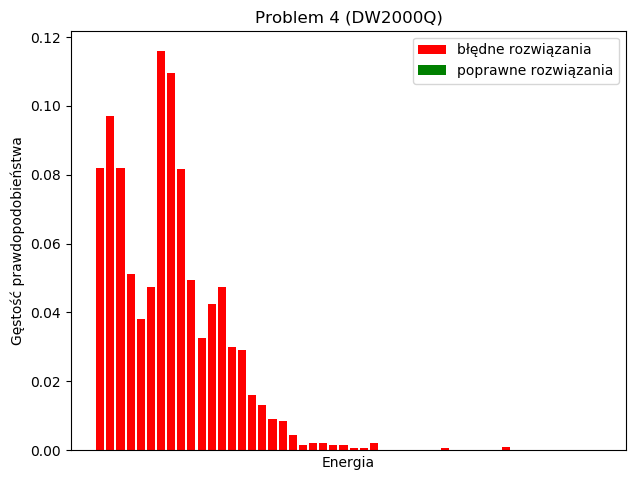 Problem 4 (DW2000Q)
błędne rozwiązania
poprawne rozwiązania
Gęstość prawdopodobieństwa
0.12
0.10
0.08
0.06
0.04
0.02
0.00
Energia